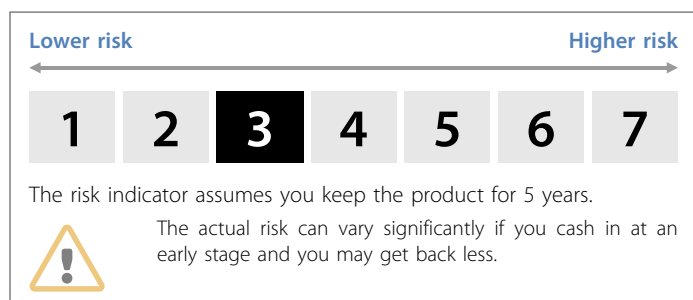 Lower risk Higher risk
1 2 3 4 5 6 7
The risk indicator assumes you keep the product for 5 years.
The actual risk can vary significantly if you cash in at an
early stage and you may get back less.
!